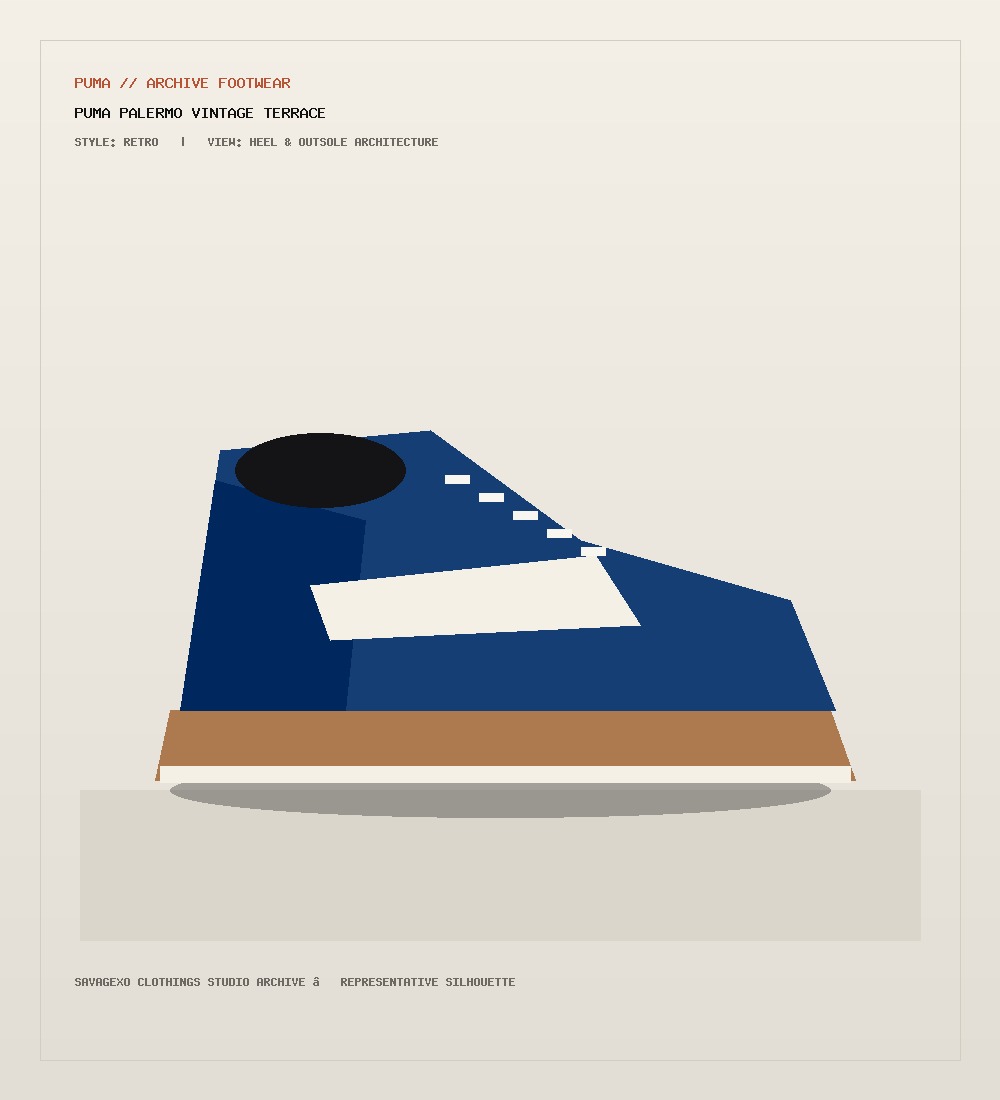 PUMA // ARCHIVE FOOTWEAR
PUMA PALERMO VINTAGE TERRACE
STYLE: RETRO | VIEW: HEEL & OUTSOLE ARCHITECTURE
SAVAGEXO CLOTHINGS STUDIO ARCHIVE â REPRESENTATIVE SILHOUETTE